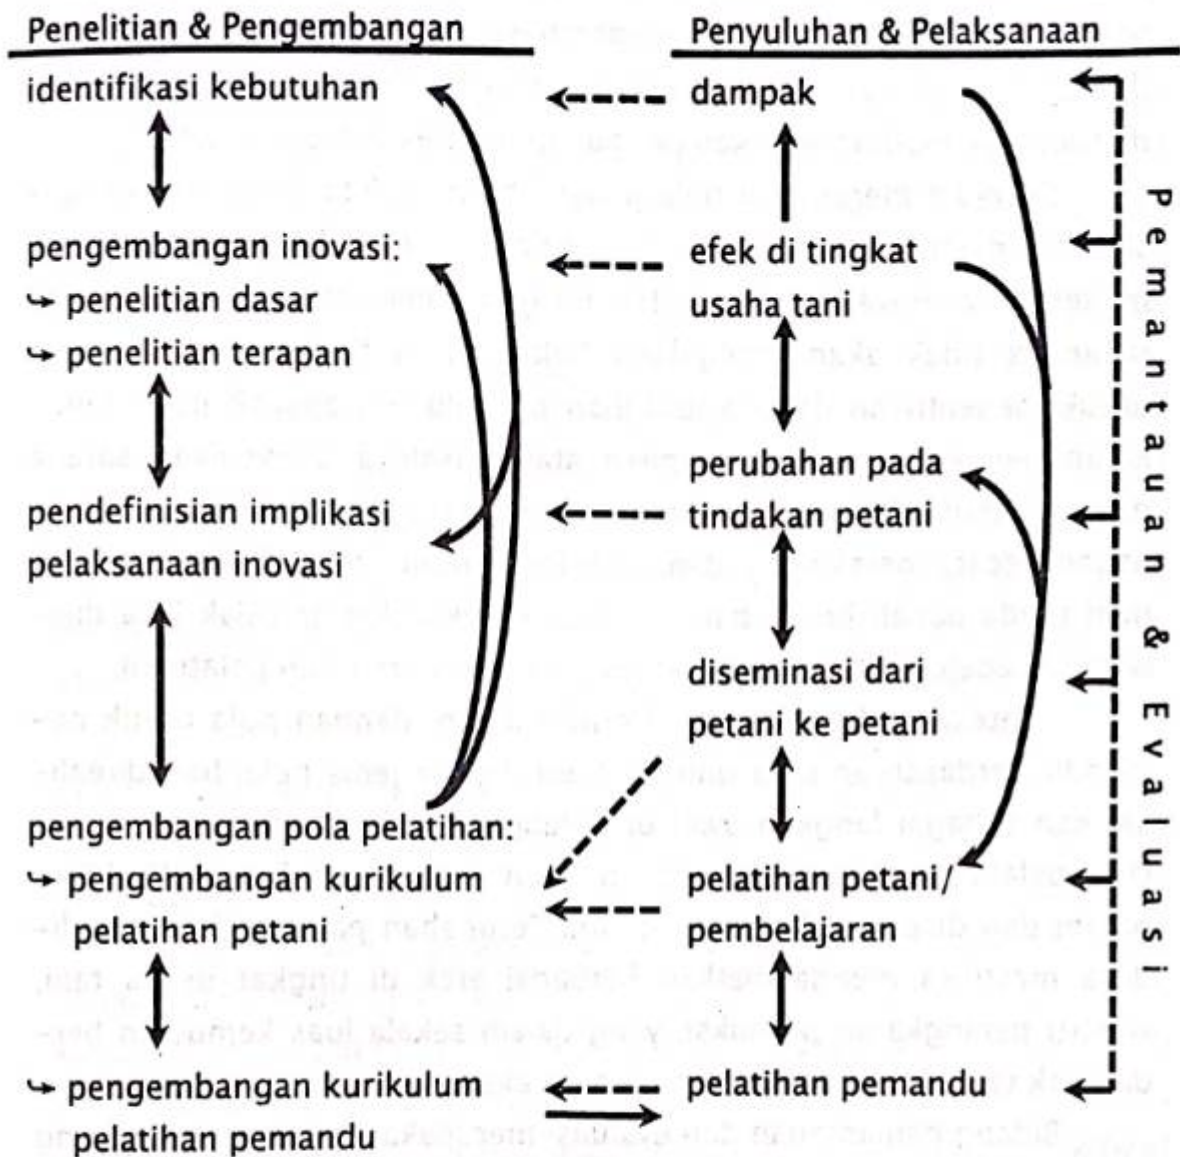 Penelitian & Pengembangan
identifikasi kebutuhan
pengembangan inovasi:
penelitian dasar
penelitian terapan
pendefinisian implikasi
pelaksanaan inovasi
pengembangan pola pelatihan:
pengembangan kurikulum
pelatihan petani
pengembangan kurikulum
pelatihan pemandu
Penyuluhan & Pelaksanaan
dampak
efek di tingkat
usaha tani
perubahan pada
tindakan petani
diseminasi dari
petani ke petani
pelatihan petani/
pembelajaran
pelatihan pemandu
Pemantauan & Evaluasi